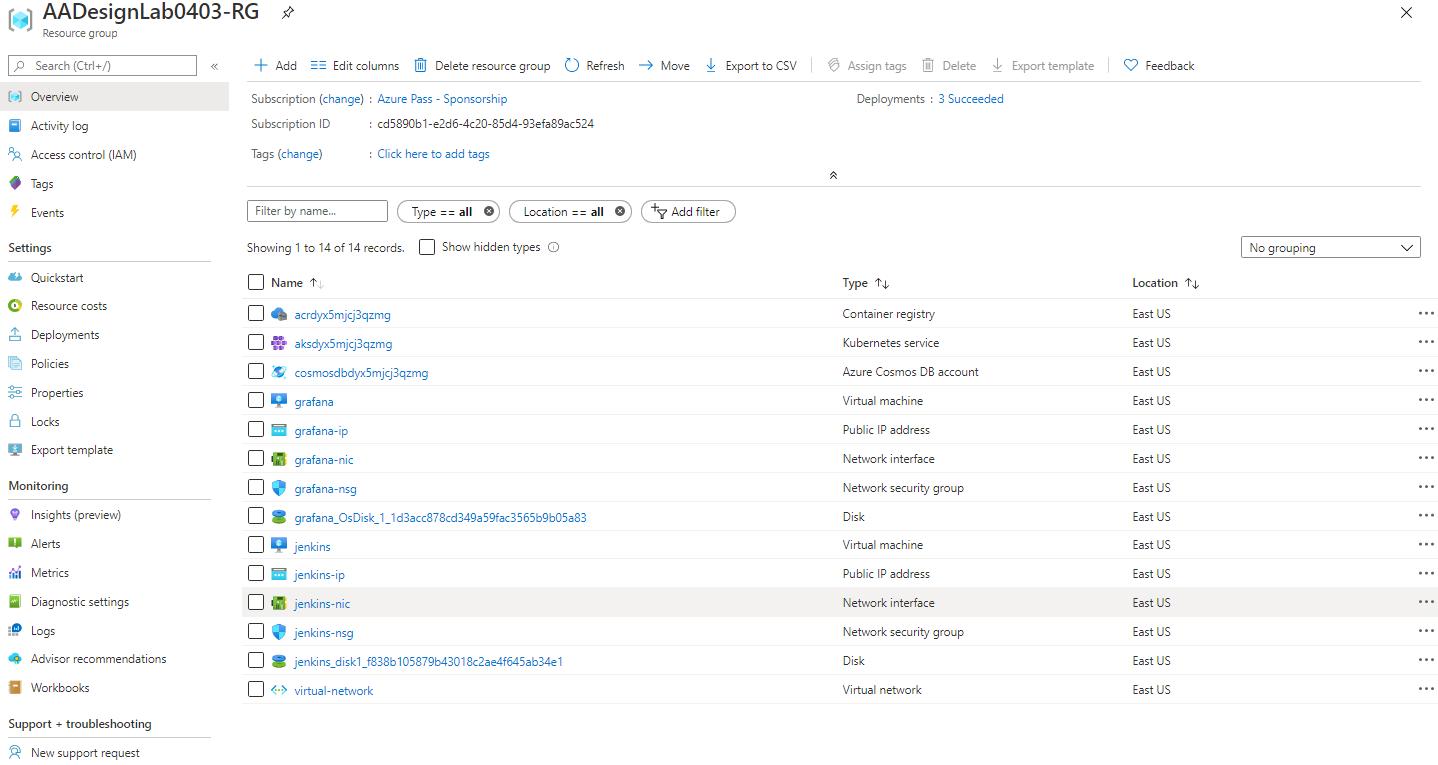 AADesignLab0403-RG
Resource group
Search (Ctrl+/)
«
Add
Edit columns
Delete resource group
Refresh
Move
Export to CSV
Assign tags
Delete
Export template
Feedback
Overview
Activity log
Access control (IAM)
Tags
Events
Settings
Quickstart
Resource costs
Deployments
Policies
Properties
Locks
Export template
Monitoring
Insights (preview)
Alerts
Metrics
Diagnostic settings
Logs
Advisor recommendations
Workbooks
Support + troubleshooting
New support request
Subscription (change) : Azure Pass - Sponsorship
Deployments : 3 Succeeded
Subscription ID : cd5890b1-e2d6-4c20-85d4-93efa89ac524
Tags (change) : Click here to add tags
Filter by name...
Type == all
Location == all
Add filter
Showing 1 to 14 of 14 records.
Show hidden types
No grouping
Name Type Location
acrdyx5mjcj3qzmg Container registry East US
aksdyx5mjcj3qzmg Kubernetes service East US
cosmosdbdyx5mjcj3qzmg Azure Cosmos DB account East US
grafana Virtual machine East US
grafana-ip Public IP address East US
grafana-nic Network interface East US
grafana-nsg Network security group East US
grafana_OsDisk_1_1d3acc878cd349a59fac3565b9b05a83 Disk East US
jenkins Virtual machine East US
jenkins-ip Public IP address East US
jenkins-nic Network interface East US
jenkins-nsg Network security group East US
jenkins_disk1_f838b105879b43018c2ae4f645ab34e1 Disk East US
virtual-network Virtual network East US